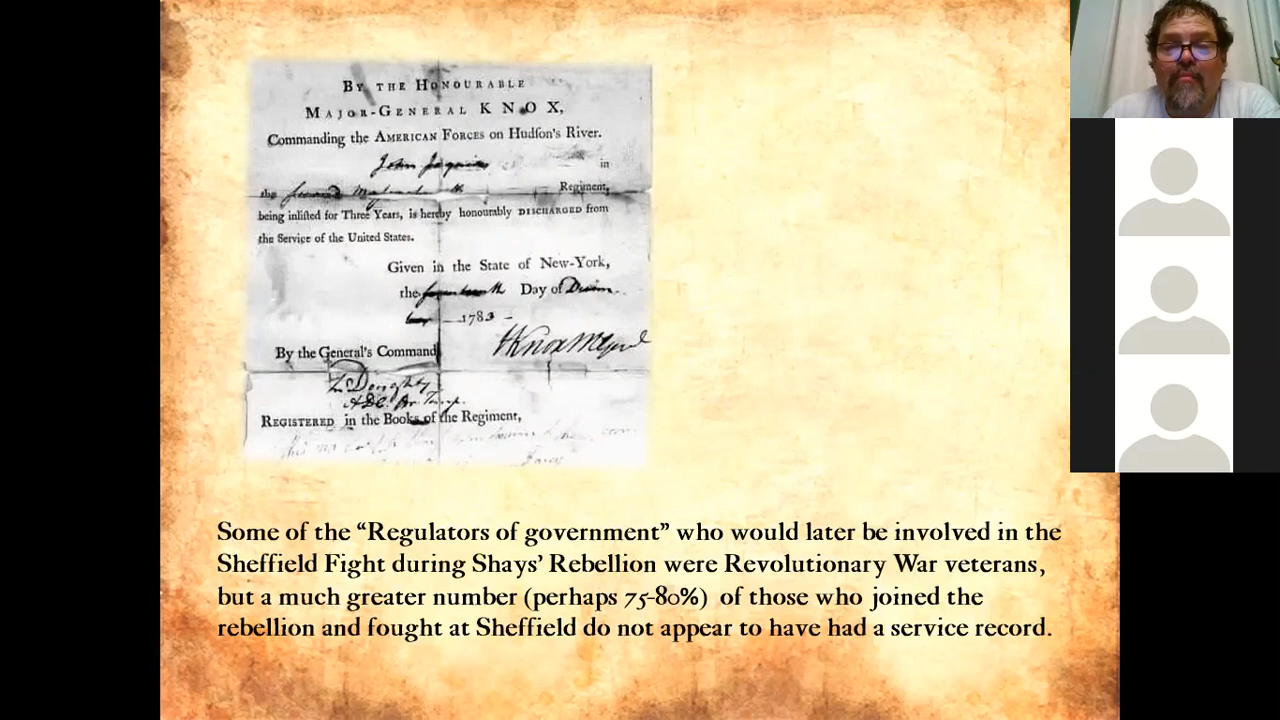 BY THE HONOURABLE
MAJOR-GENERAL KNOX,
Commanding the AMERICAN FORCES on Hudson's River.
John in
the Regiment,
being inlisted for Three Years, is hereby honourably DISCHARGED from
the Service of the United States.
Given in the State of New-York,
the Day of
1783
By the General's Command
HKnox MGeneral
REGISTERED in the Books of the Regiment,
Some of the “Regulators of government” who would later be involved in the
Sheffield Fight during Shays’ Rebellion were Revolutionary War veterans,
but a much greater number (perhaps 75-80%) of those who joined the
rebellion and fought at Sheffield do not appear to have had a service record.